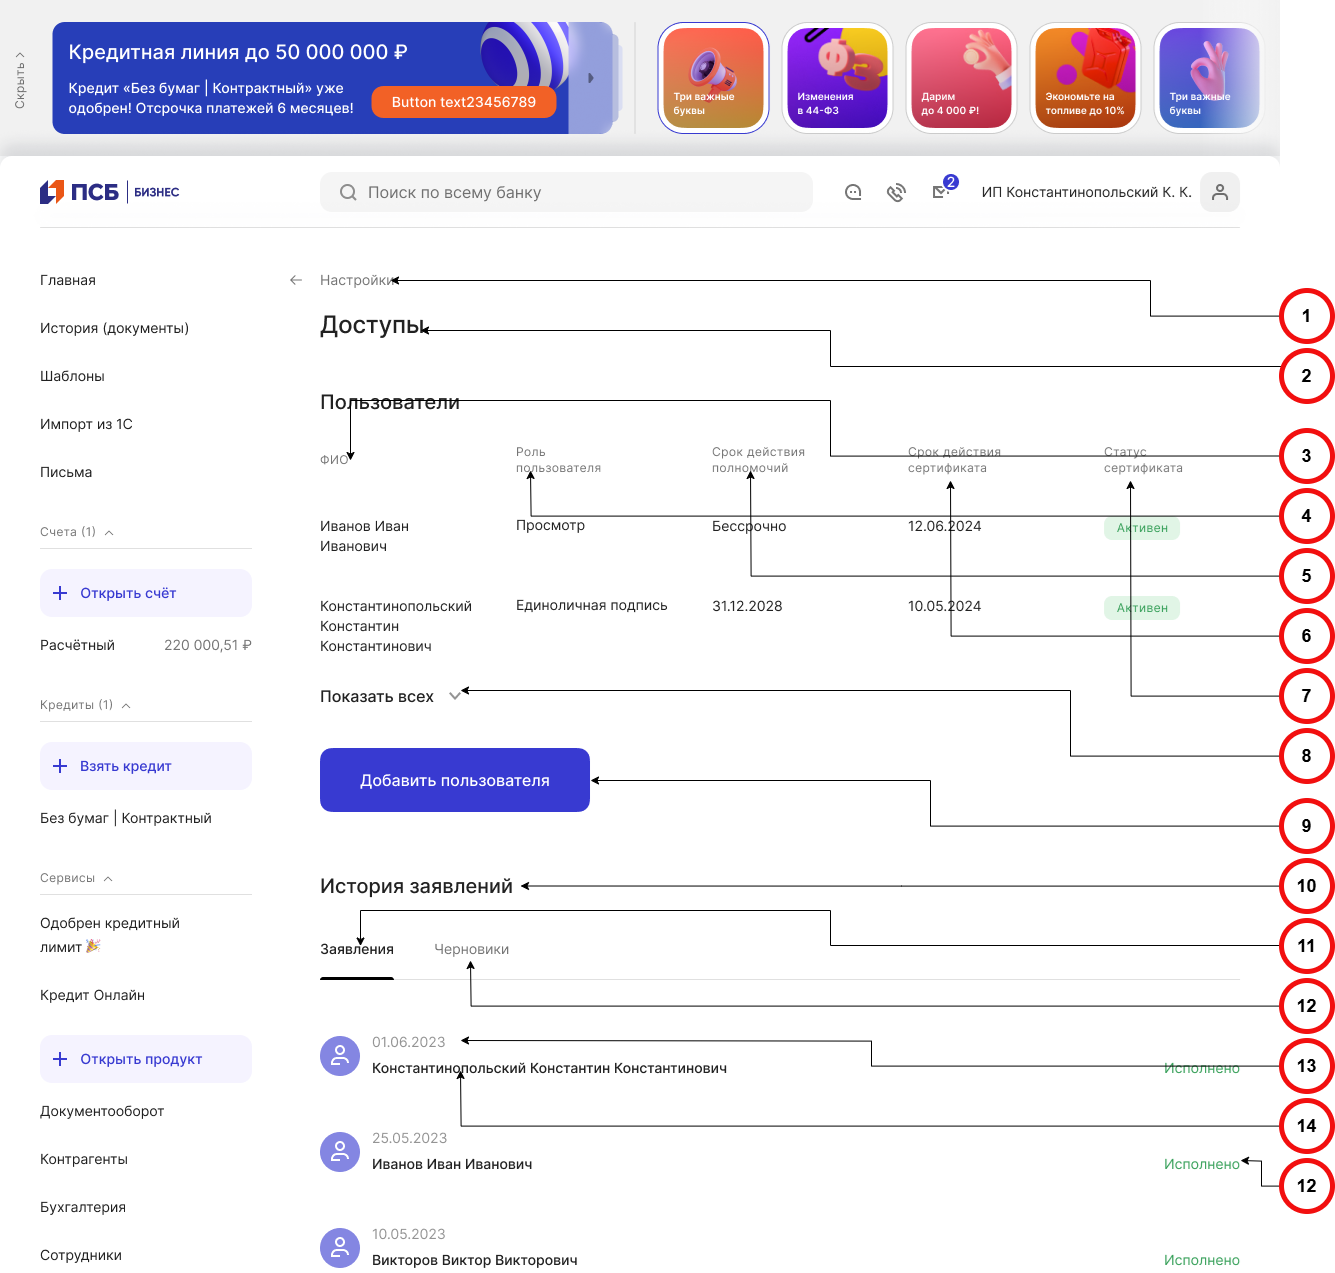 Скрыть
Кредитная линия до 50 000 000 ₽
Кредит «Без бумаг | Контрактный» уже
одобрен! Отсрочка платежей 6 месяцев!
Button text23456789
Три важные
буквы
Изменения
в 44-ФЗ
Дарим
до 4 000 ₽!
Экономьте на
топливе до 10%
Три важные
буквы
ПСБ БИЗНЕС
Поиск по всему банку
2
ИП Константинопольский К. К.
Главная
История (документы)
Шаблоны
Импорт из 1С
Письма
Счета (1)
Открыть счёт
Расчётный 220 000,51 ₽
Кредиты (1)
Взять кредит
Без бумаг | Контрактный
Сервисы
Одобрен кредитный
лимит 🎉
Кредит Онлайн
Открыть продукт
Документооборот
Контрагенты
Бухгалтерия
Сотрудники
Настройки
Доступы
Пользователи
ФИО
Роль
пользователя
Срок действия
полномочий
Срок действия
сертификата
Статус
сертификата
Иванов Иван
Иванович
Просмотр
Бессрочно
12.06.2024
Активен
Константинопольский
Константин
Константинович
Единоличная подпись
31.12.2028
10.05.2024
Активен
Показать всех
Добавить пользователя
История заявлений
Заявления
Черновики
01.06.2023
Константинопольский Константин Константинович
Исполнено
25.05.2023
Иванов Иван Иванович
Исполнено
10.05.2023
Викторов Виктор Викторович
Исполнено
1
2
3
4
5
6
7
8
9
10
11
12
13
14
12